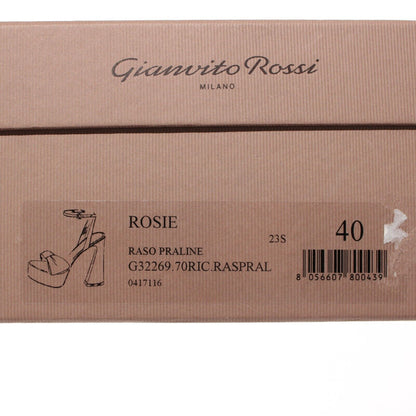 Gianvito Rossi
MILANO
ROSIE
23S
40
RASO PRALINE
G32269.70RIC.RASPRAL
0417116
8 056607 800439